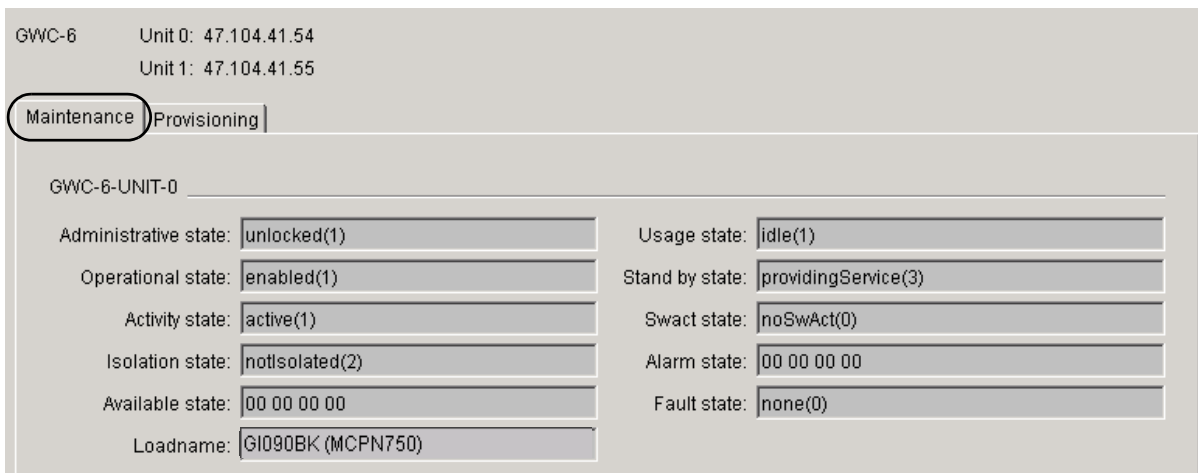 GWC-6 Unit 0: 47.104.41.54
Unit 1: 47.104.41.55
Maintenance Provisioning
GWC-6-UNIT-0
Administrative state: unlocked(1) Usage state: idle(1)
Operational state: enabled(1) Stand by state: providingService(3)
Activity state: active(1) Swact state: noSwAct(0)
Isolation state: notIsolated(2) Alarm state: 00 00 00 00
Available state: 00 00 00 00 Fault state: none(0)
Loadname: GI090BK (MCPN750)